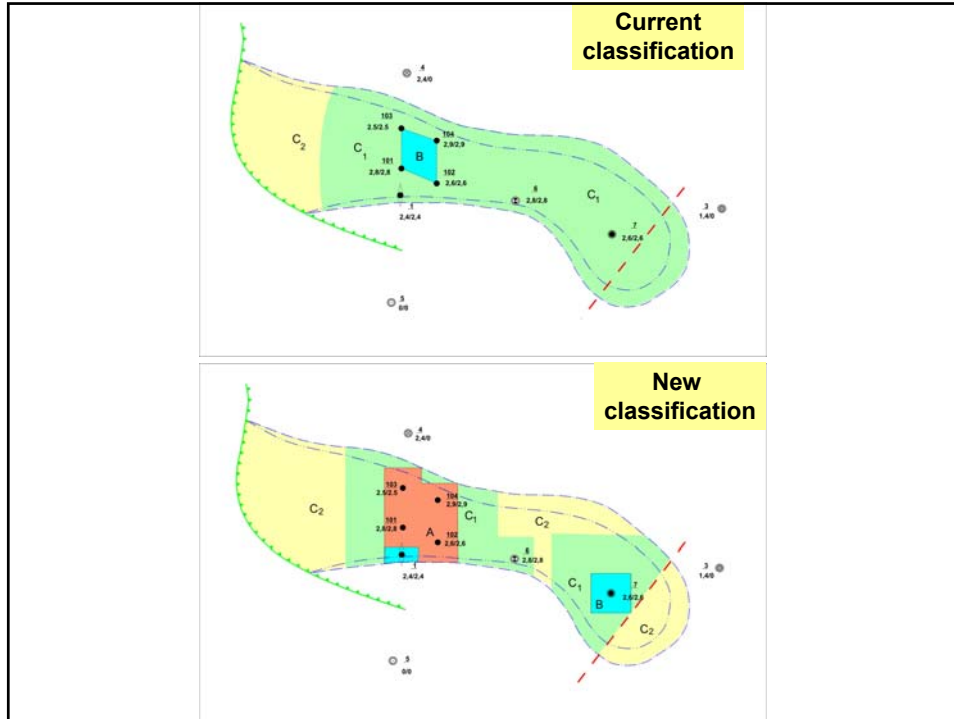 Current
classification
.4
2,4/0
103
2.5/2.5
104
2,9/2,9
C2
C1
B
101
2,8/2,8
102
2,6/2,6
.6
2,8/2,8
C1
.1
2,4/2,4
.3
1,4/0
.7
2,6/2,6
.5
0/0
New
classification
.4
2,4/0
103
2.5/2.5
104
2,9/2,9
C1
C2
C2
101
2,8/2,8
A
102
2,6/2,6
.6
2,8/2,8
.1
2,4/2,4
.3
1,4/0
C1
.7
2,6/2,6
B
C2
.5
0/0